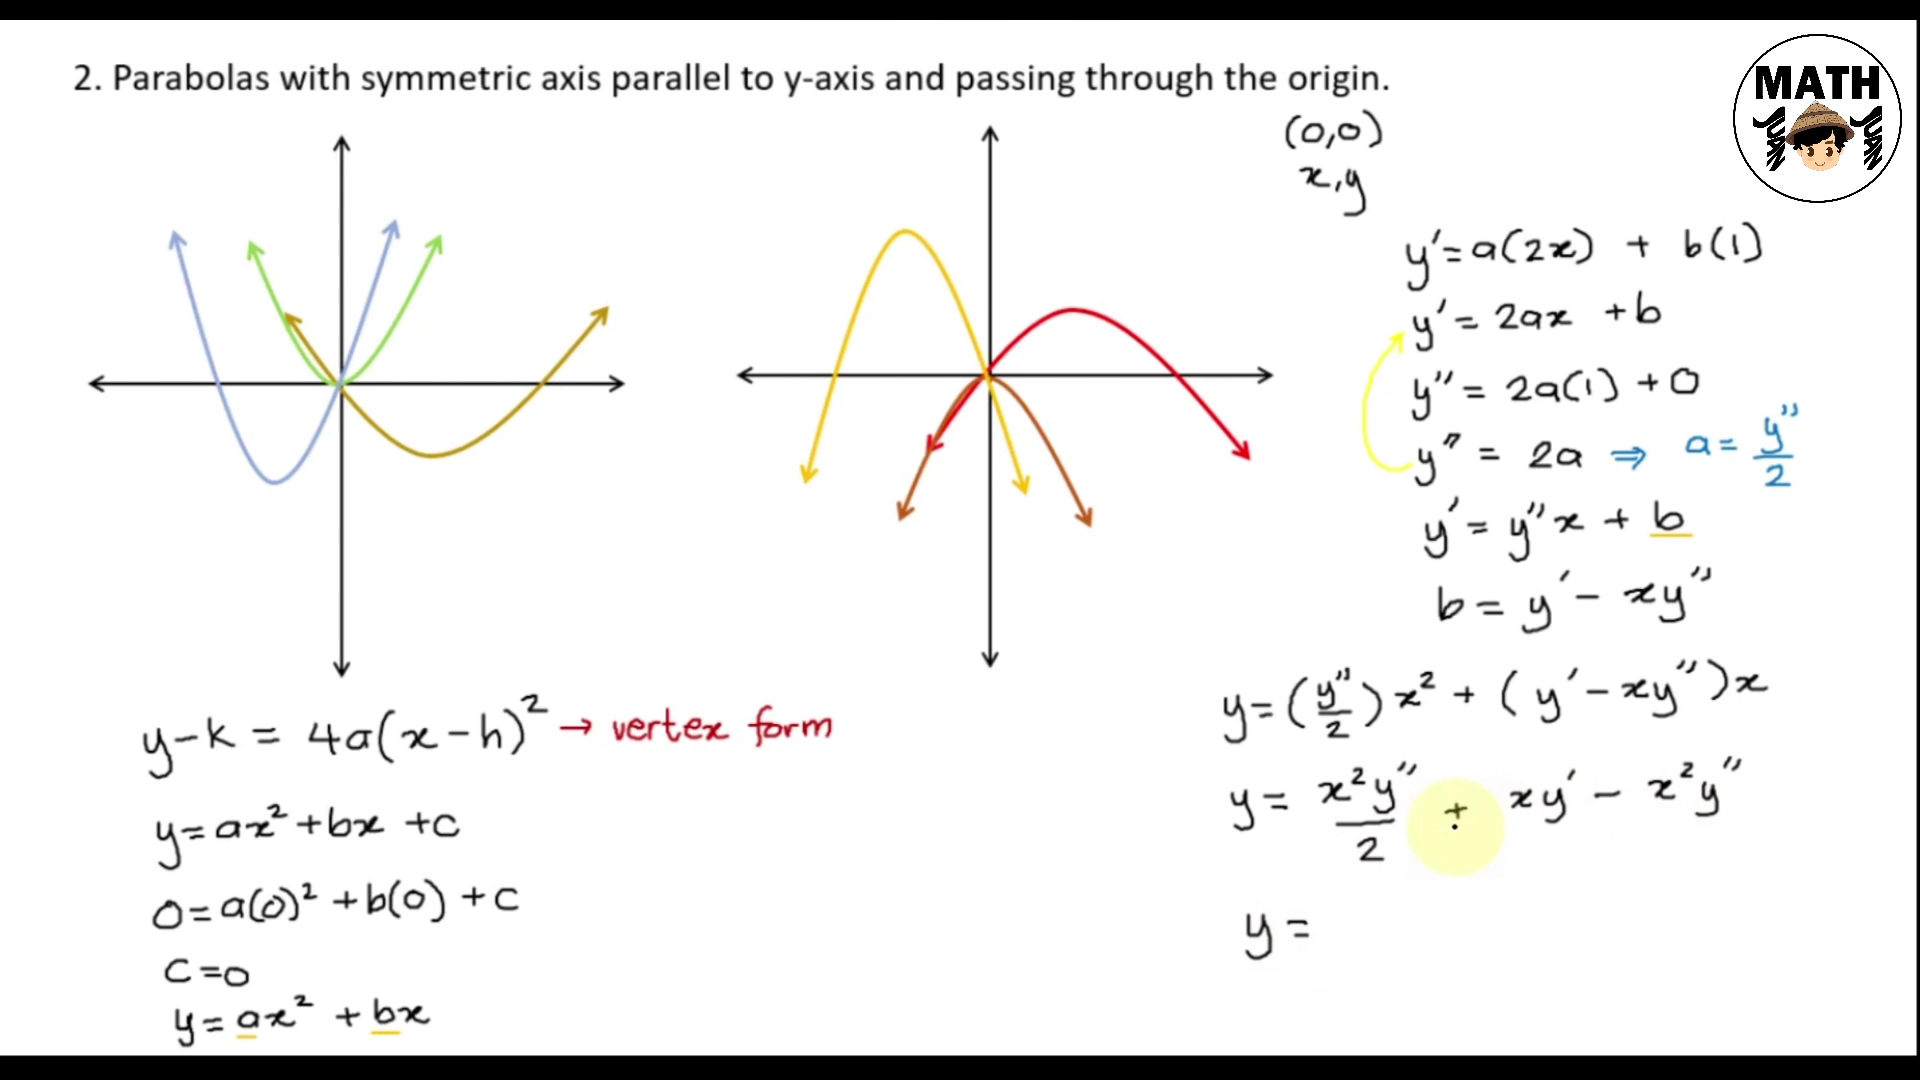 2. Parabolas with symmetric axis parallel to y-axis and passing through the origin.
MATH
(0,0)
x,y
y' = a(2x) + b(1)
y' = 2ax + b
y'' = 2a(1) + 0
y'' = 2a ⇒ a = y''/2
y' = y''x + b
b = y' - xy''
y = (y''/2)x² + (y' - xy'')x
y = x²y''/2 + xy' - x²y''
y =
y-k = 4a(x-h)² → vertex form
y = ax² + bx + c
0 = a(0)² + b(0) + c
c = 0
y = ax² + bx